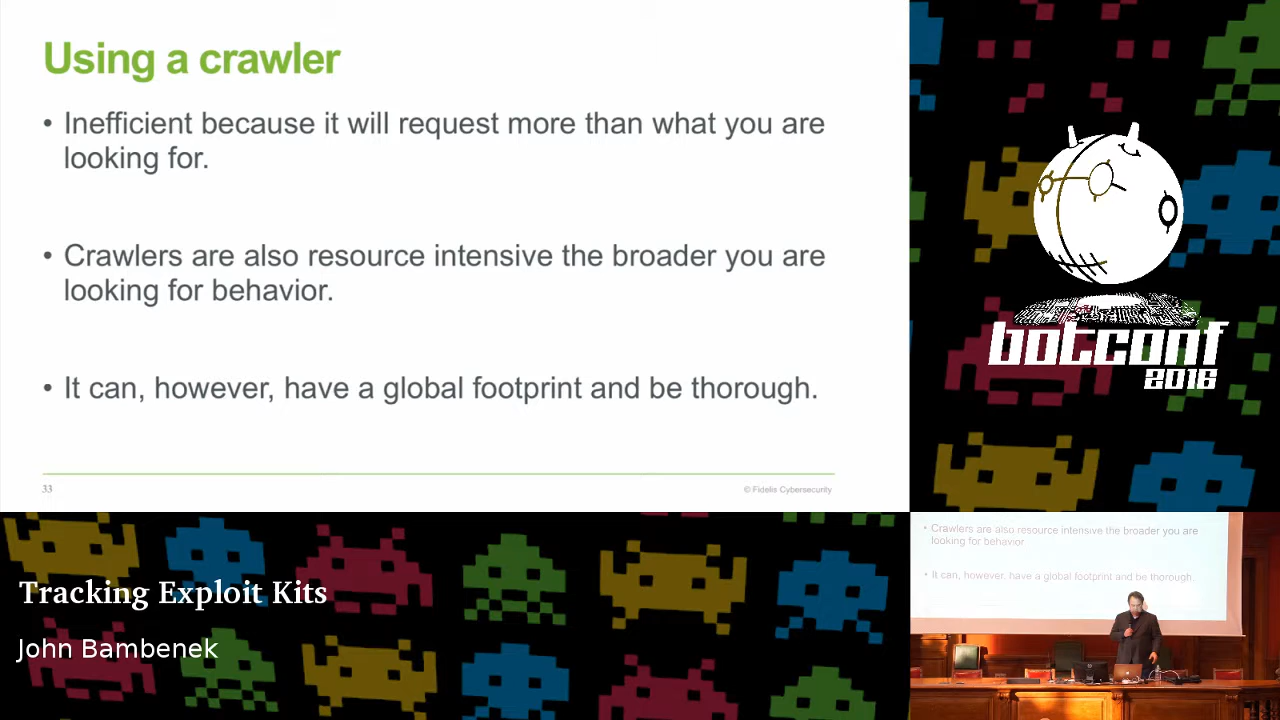 Using a crawler
• Inefficient because it will request more than what you are
looking for.
• Crawlers are also resource intensive the broader you are
looking for behavior.
• It can, however, have a global footprint and be thorough.
33
© Fidelis Cybersecurity
botconf
2016
Tracking Exploit Kits
John Bambenek
• Crawlers are also resource intensive the broader you are
looking for behavior
• It can, however, have a global footprint and be thorough.